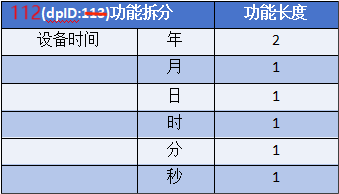 112(dpID:112)功能拆分 功能长度
设备时间 年 2
月 1
日 1
时 1
分 1
秒 1